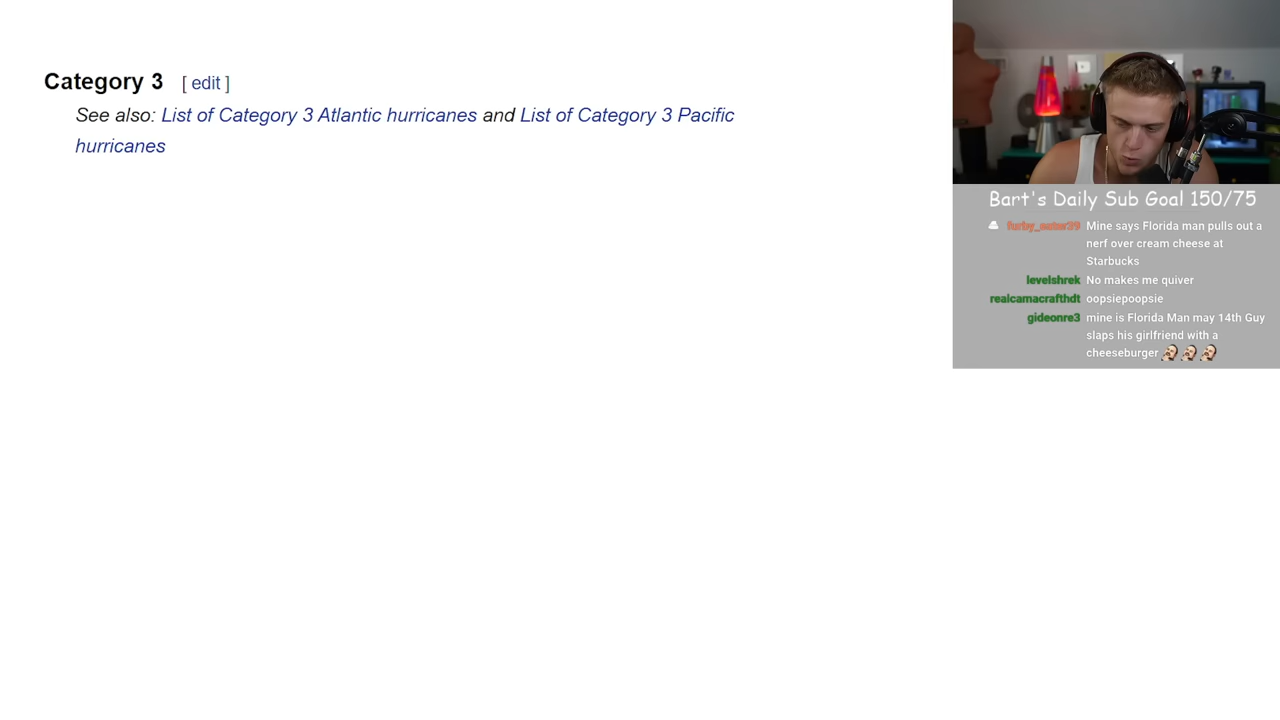 Category 3 [ edit ]
See also: List of Category 3 Atlantic hurricanes and List of Category 3 Pacific
hurricanes
Bart's Daily Sub Goal 150/75
furby_eater39 Mine says Florida man pulls out a
nerf over cream cheese at
Starbucks
levelshrek No makes me quiver
realcamacrafthdt oopsiepoopsie
gideonre3 mine is Florida Man may 14th Guy
slaps his girlfriend with a
cheeseburger